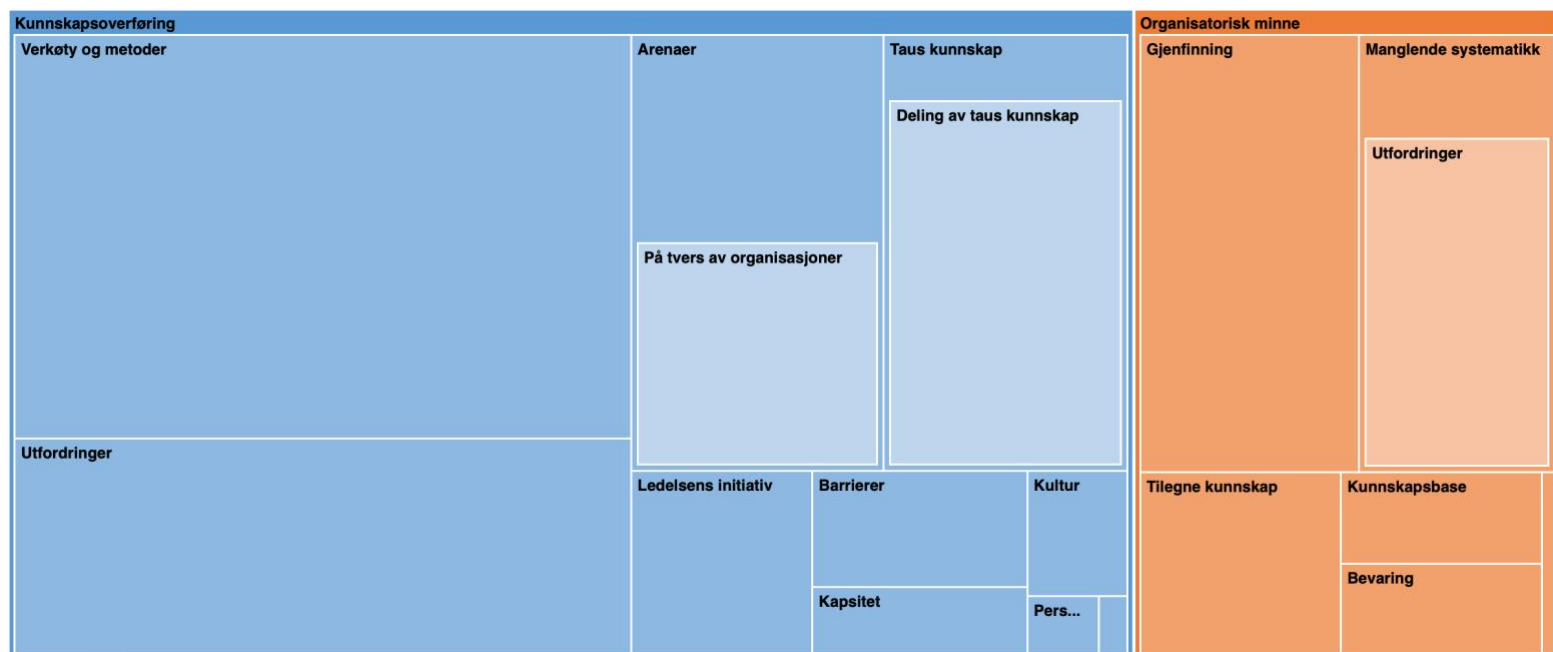 Kunnskapsoverføring
Verkøty og metoder
Utfordringer
Arenaer
På tvers av organisasjoner
Taus kunnskap
Deling av taus kunnskap
Ledelsens initiativ
Barrierer
Kapsitet
Kultur
Pers...
Organisatorisk minne
Gjenfinning
Manglende systematikk
Utfordringer
Tilegne kunnskap
Kunnskapsbase
Bevaring